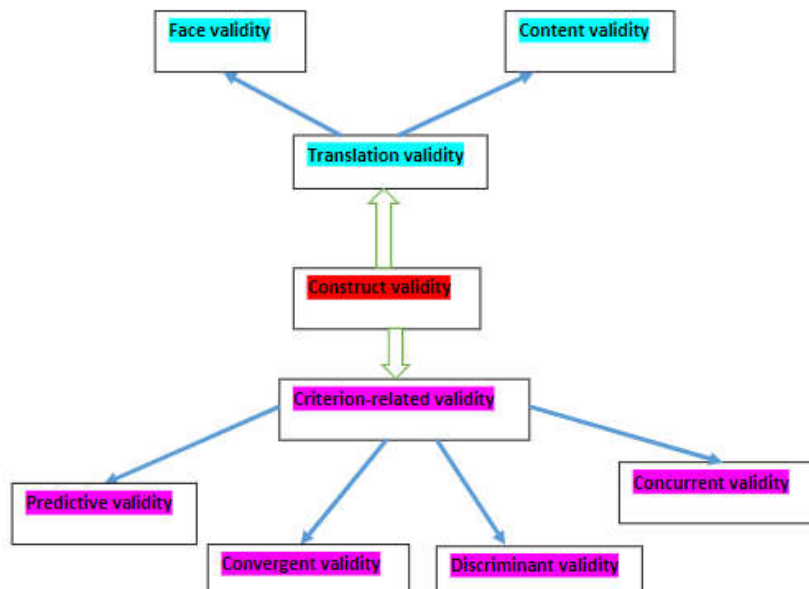 Face validity
Content validity
Translation validity
Construct validity
Criterion-related validity
Predictive validity
Concurrent validity
Convergent validity
Discriminant validity